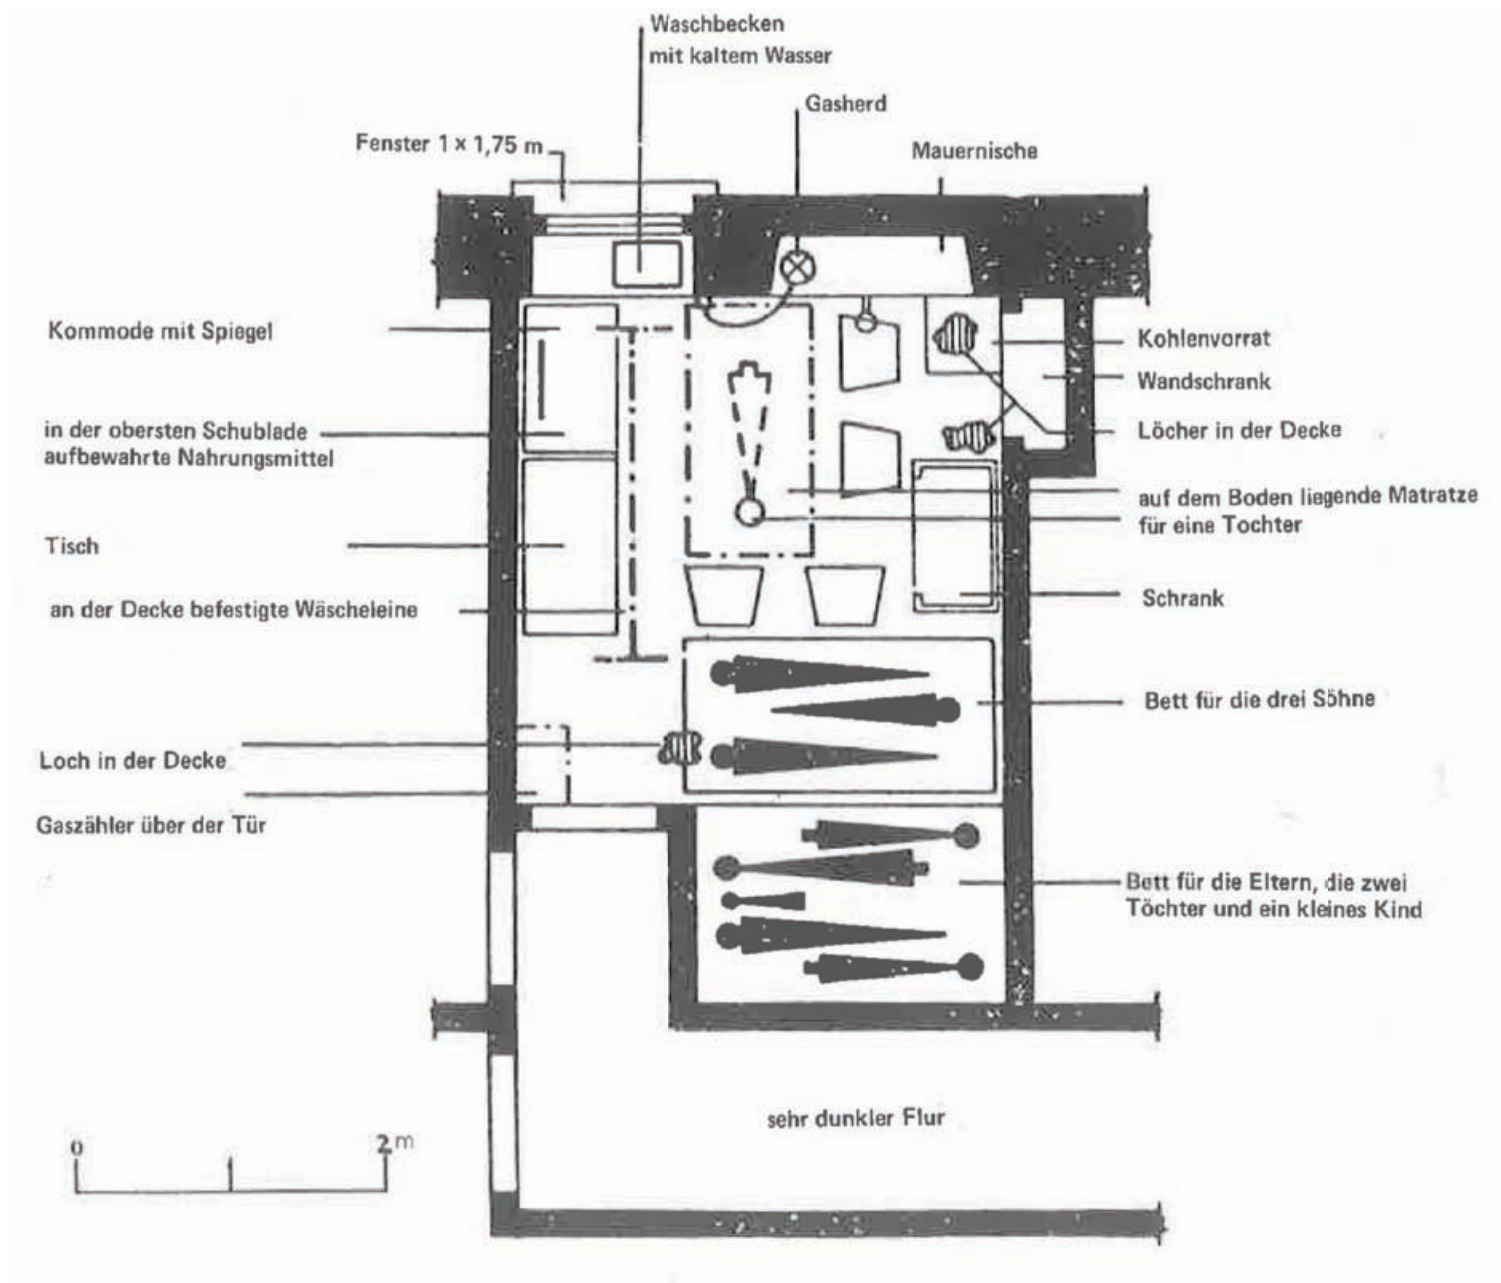 Waschbecken
mit kaltem Wasser
Gasherd
Fenster 1 x 1,75 m
Mauernische
Kommode mit Spiegel
Kohlenvorrat
Wandschrank
in der obersten Schublade
aufbewahrte Nahrungsmittel
Löcher in der Decke
auf dem Boden liegende Matratze
für eine Tochter
Tisch
an der Decke befestigte Wäscheleine
Schrank
Bett für die drei Söhne
Loch in der Decke
Gaszähler über der Tür
Bett für die Eltern, die zwei
Töchter und ein kleines Kind
sehr dunkler Flur
0 2 m